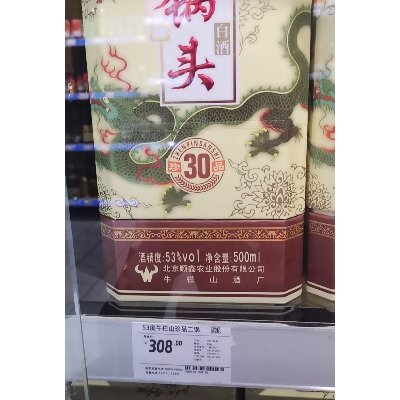 锅
头
白酒
ZHENPINSANSHI
珍 30 品
酒精度:53%vol 净含量:500ml
北京顺鑫农业股份有限公司
牛栏山酒厂
53度牛栏山珍品二锅
308.00